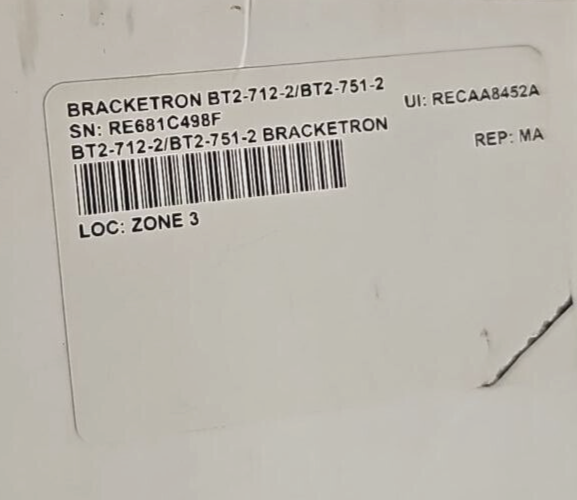 BRACKETRON BT2-712-2/BT2-751-2
UI: RECAA8452A
SN: RE681C498F
REP: MA
BT2-712-2/BT2-751-2 BRACKETRON
LOC: ZONE 3